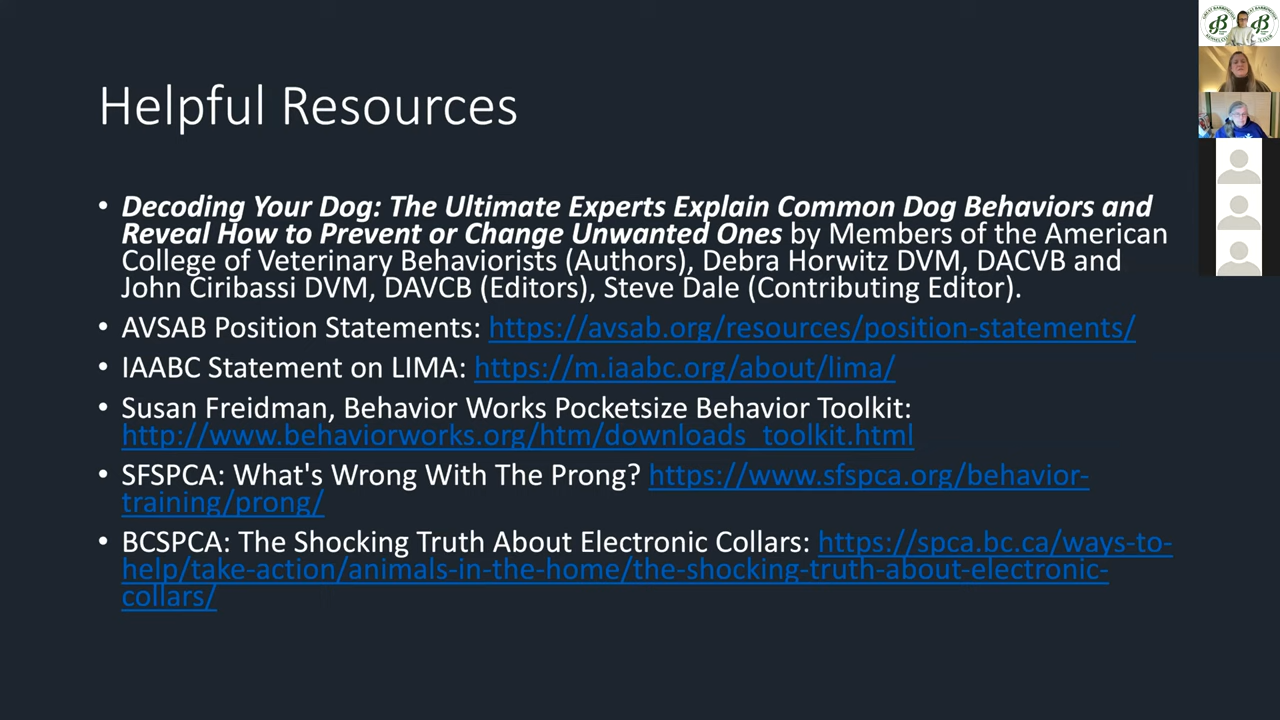 Helpful Resources
• Decoding Your Dog: The Ultimate Experts Explain Common Dog Behaviors and
Reveal How to Prevent or Change Unwanted Ones by Members of the American
College of Veterinary Behaviorists (Authors), Debra Horwitz DVM, DACVB and
John Ciribassi DVM, DAVCB (Editors), Steve Dale (Contributing Editor).
• AVSAB Position Statements: https://avsab.org/resources/position-statements/
• IAABC Statement on LIMA: https://m.iaabc.org/about/lima/
• Susan Freidman, Behavior Works Pocketsize Behavior Toolkit:
http://www.behaviorworks.org/htm/downloads_toolkit.html
• SFSPCA: What's Wrong With The Prong? https://www.sfspca.org/behavior-
training/prong/
• BCSPCA: The Shocking Truth About Electronic Collars: https://spca.bc.ca/ways-to-
help/take-action/animals-in-the-home/the-shocking-truth-about-electronic-
collars/